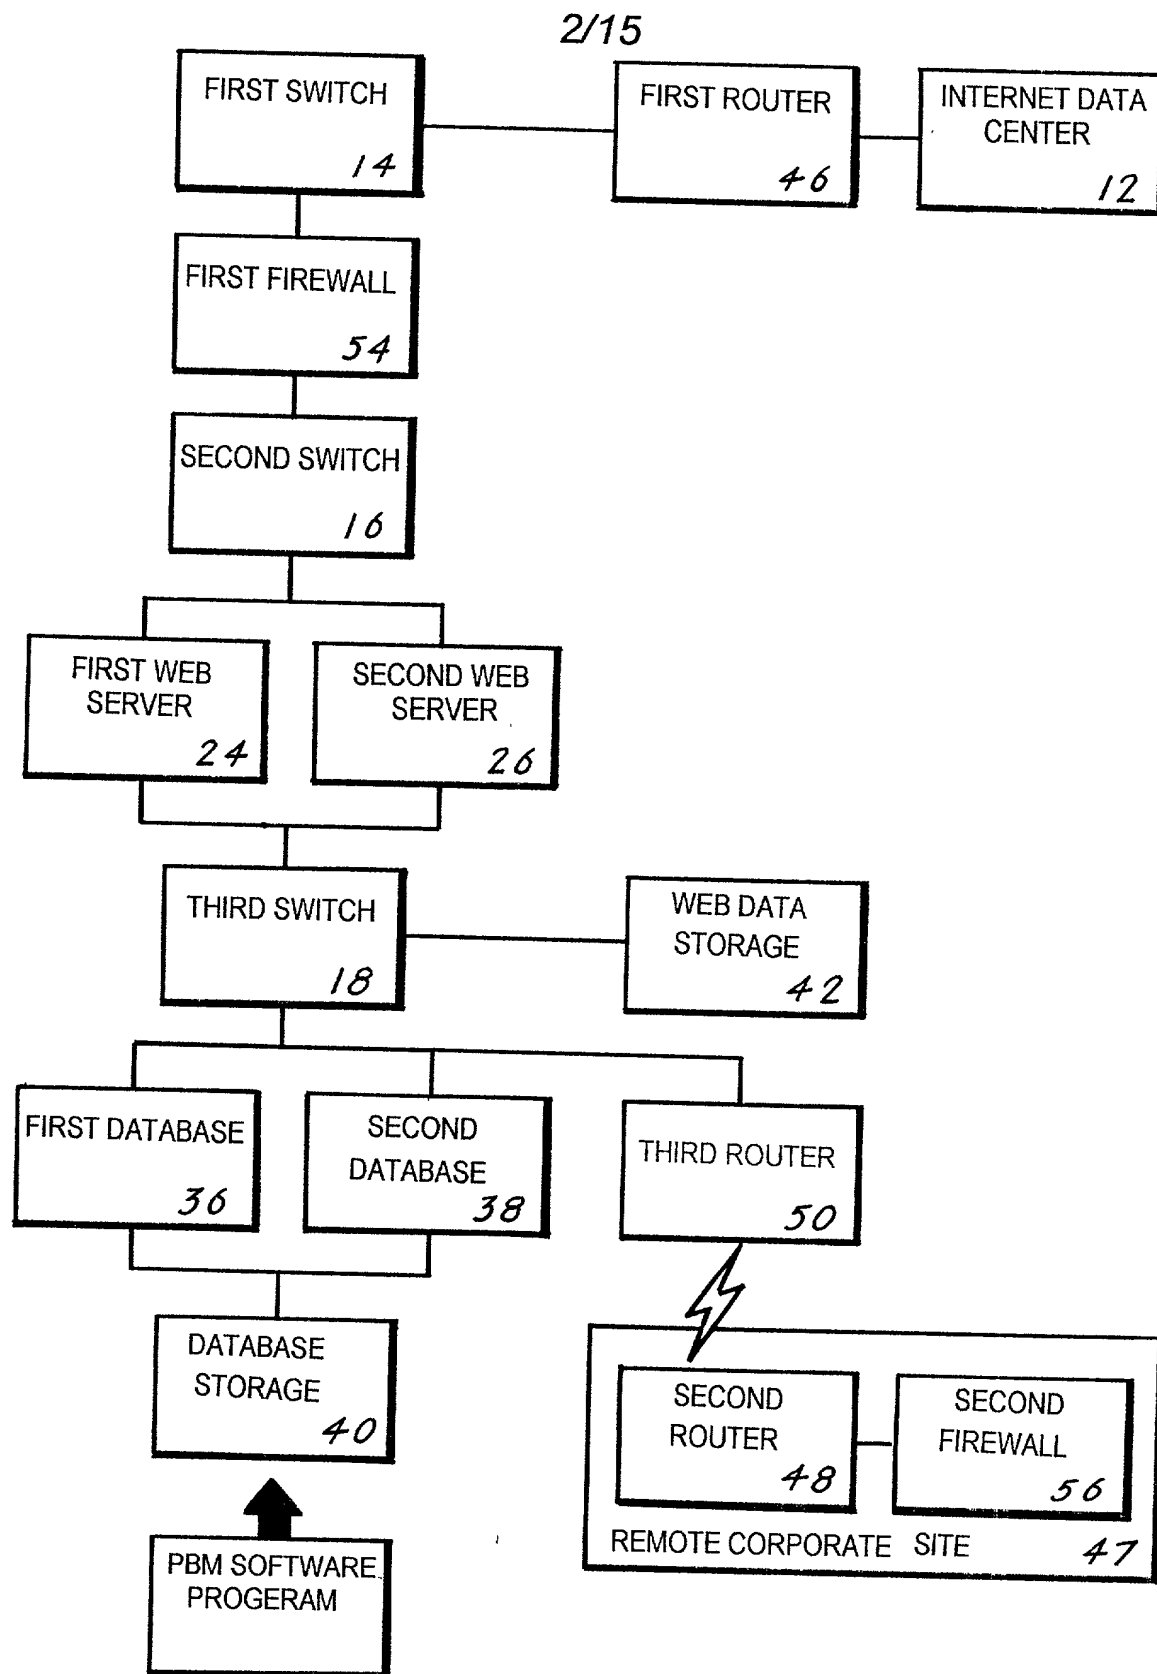 2/15
FIRST SWITCH
14
FIRST ROUTER
46
INTERNET DATA
CENTER
12
FIRST FIREWALL
54
SECOND SWITCH
16
FIRST WEB
SERVER
24
SECOND WEB
SERVER
26
THIRD SWITCH
18
WEB DATA
STORAGE
42
FIRST DATABASE
36
SECOND
DATABASE
38
THIRD ROUTER
50
DATABASE
STORAGE
40
SECOND
ROUTER
48
SECOND
FIREWALL
56
REMOTE CORPORATE SITE 47
PBM SOFTWARE
PROGERAM